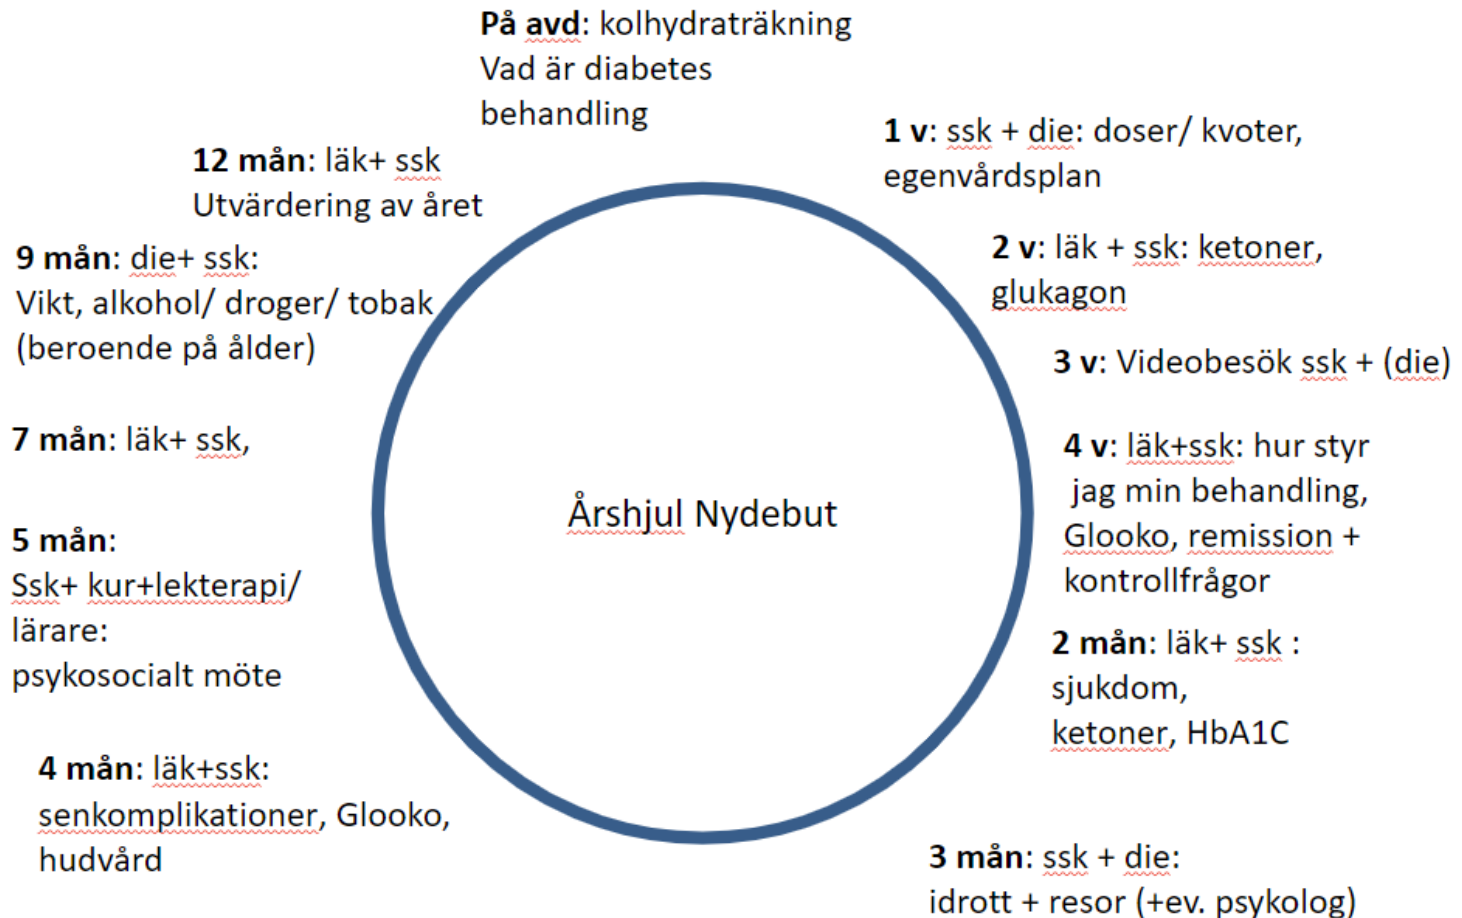 På avd: kolhydraträkning
Vad är diabetes
behandling
1 v: ssk + die: doser/ kvoter,
egenvårdsplan
2 v: läk + ssk: ketoner,
glukagon
3 v: Videobesök ssk + (die)
4 v: läk+ssk: hur styr
jag min behandling,
Glooko, remission +
kontrollfrågor
2 mån: läk+ ssk :
sjukdom,
ketoner, HbA1C
3 mån: ssk + die:
idrott + resor (+ev. psykolog)
4 mån: läk+ssk:
senkomplikationer, Glooko,
hudvård
5 mån:
Ssk+ kur+lekterapi/
lärare:
psykosocialt möte
7 mån: läk+ ssk,
9 mån: die+ ssk:
Vikt, alkohol/ droger/ tobak
(beroende på ålder)
12 mån: läk+ ssk
Utvärdering av året
Årshjul Nydebut